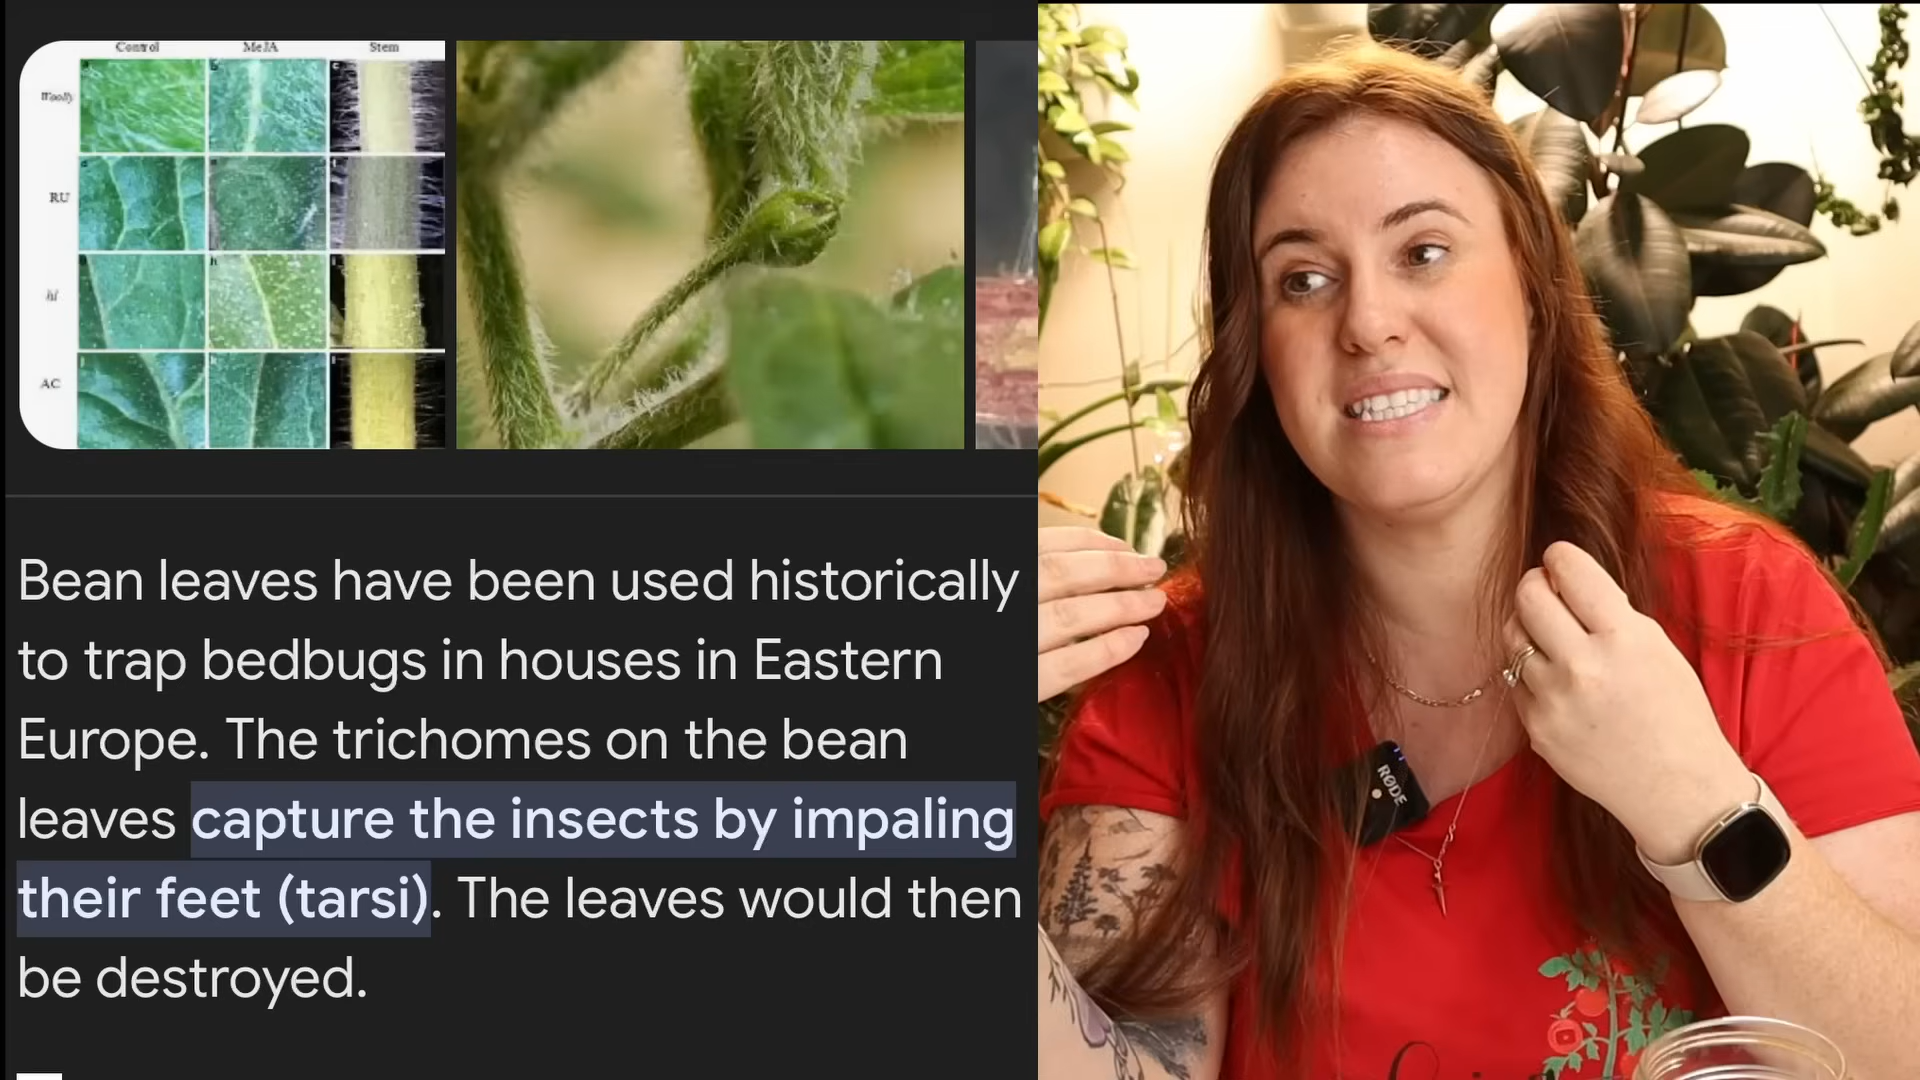 Control MeJA Stem
Woolly
RU
hl
AC
Bean leaves have been used historically
to trap bedbugs in houses in Eastern
Europe. The trichomes on the bean
leaves capture the insects by impaling
their feet (tarsi). The leaves would then
be destroyed.
RØDE